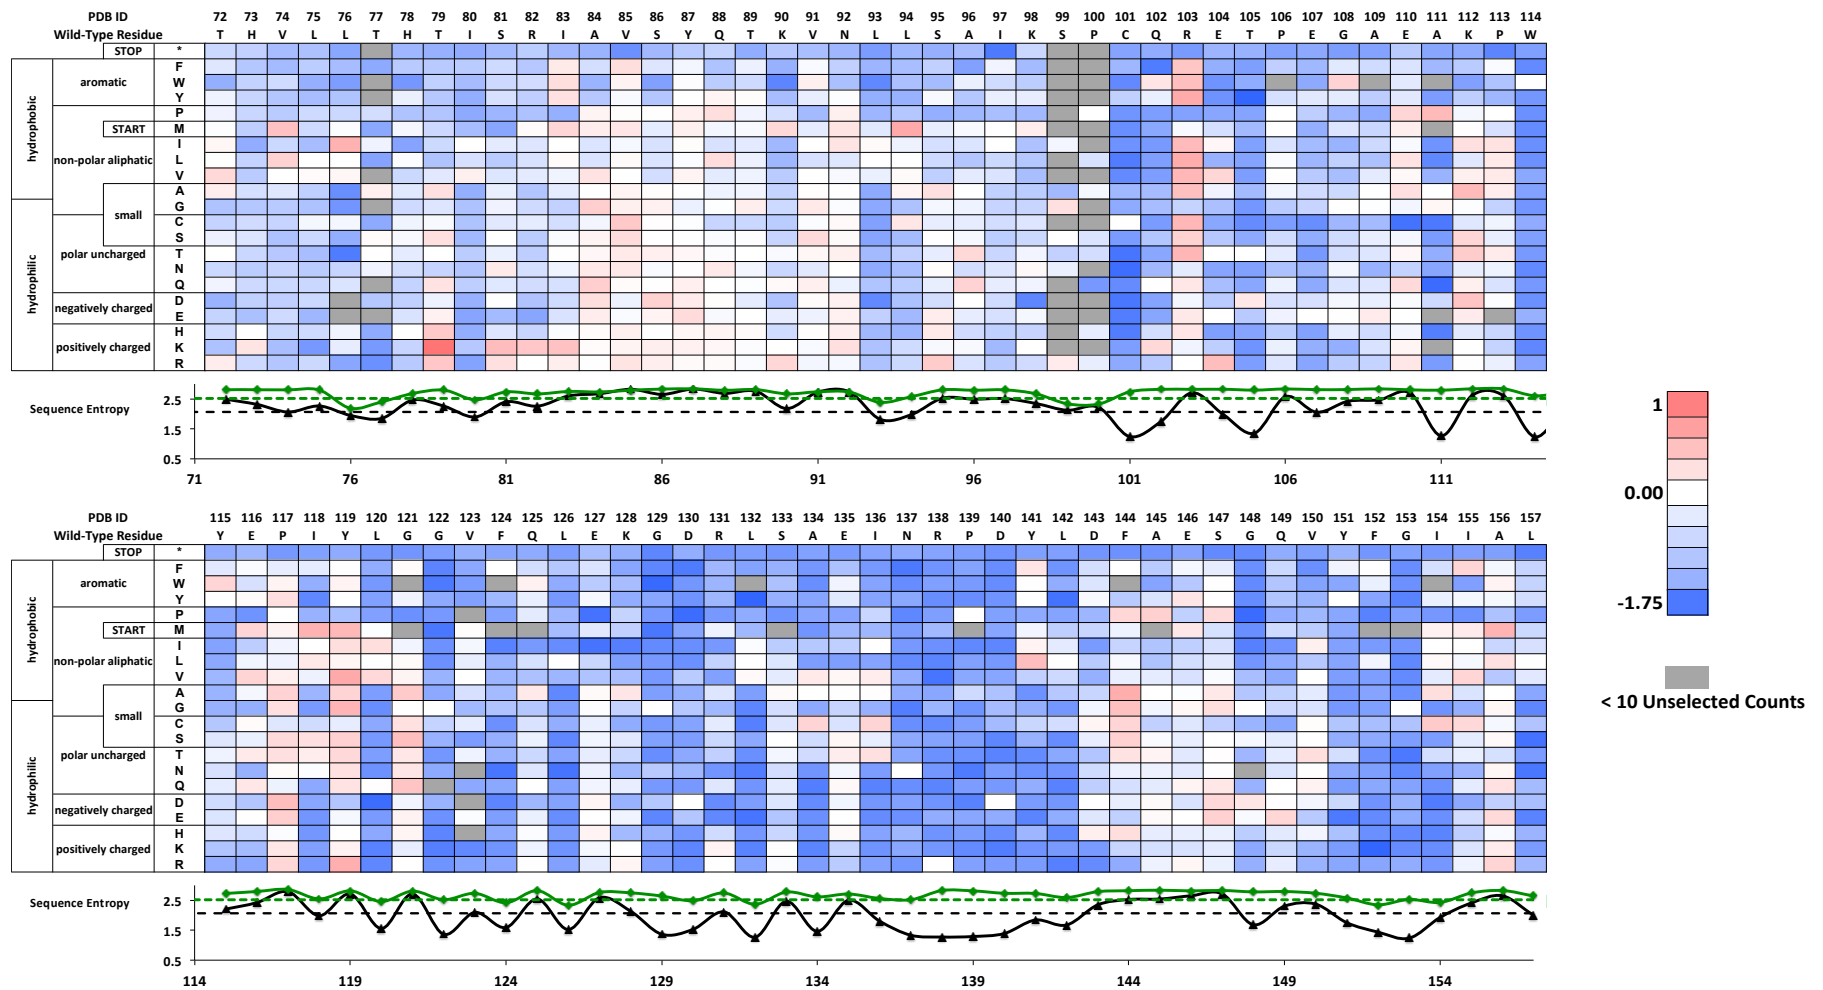 PDB ID 72 73 74 75 76 77 78 79 80 81 82 83 84 85 86 87 88 89 90 91 92 93 94 95 96 97 98 99 100 101 102 103 104 105 106 107 108 109 110 111 112 113 114
Wild-Type Residue T H V L L T H T I S R I A V S Y Q T K V N L L S A I K S P C Q R E T P E G A E A K P W
STOP *
F
aromatic W
Y
P
START M
I
non-polar aliphatic L
V
A
hydrophobic
small G
C
S
polar uncharged T
N
Q
D
negatively charged E
H
positively charged K
R
hydrophilic
Sequence Entropy
2.5
1.5
0.5
71 76 81 86 91 96 101 106 111
PDB ID 115 116 117 118 119 120 121 122 123 124 125 126 127 128 129 130 131 132 133 134 135 136 137 138 139 140 141 142 143 144 145 146 147 148 149 150 151 152 153 154 155 156 157
Wild-Type Residue Y E P I Y L G G V F Q L E K G D R L S A E I N R P D Y L D F A E S G Q V Y F G I I A L
STOP *
F
aromatic W
Y
P
START M
I
non-polar aliphatic L
V
A
hydrophobic
small G
C
S
polar uncharged T
N
Q
D
negatively charged E
H
positively charged K
R
hydrophilic
Sequence Entropy
2.5
1.5
0.5
114 119 124 129 134 139 144 149 154
1
0.00
-1.75
< 10 Unselected Counts